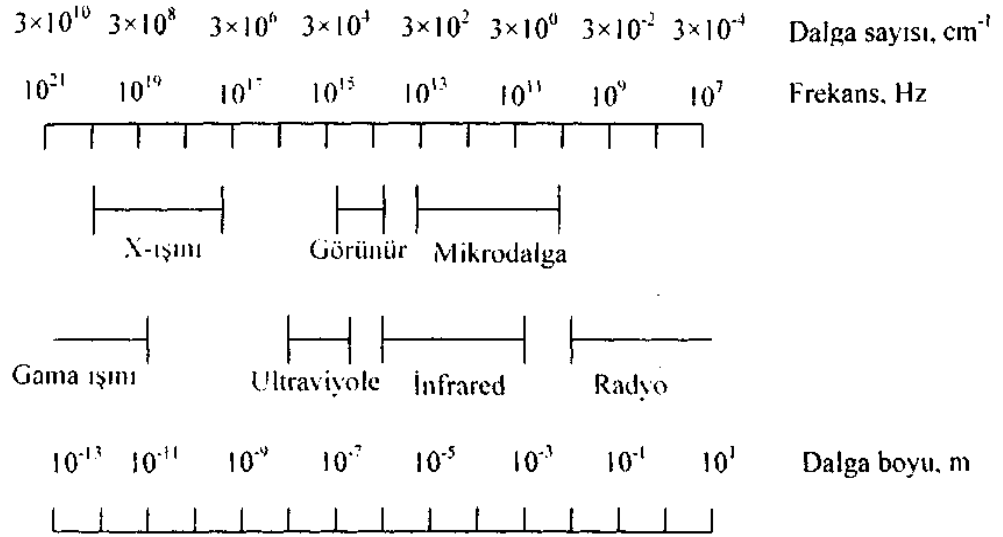 3×10¹⁰ 3×10⁸ 3×10⁶ 3×10⁴ 3×10² 3×10⁰ 3×10⁻² 3×10⁻⁴ Dalga sayısı, cm⁻¹
10²¹ 10¹⁹ 10¹⁷ 10¹⁵ 10¹³ 10¹¹ 10⁹ 10⁷ Frekans, Hz
X-ışını Görünür Mikrodalga
Gama ışını Ultraviyole İnfrared Radyo
10⁻¹³ 10⁻¹¹ 10⁻⁹ 10⁻⁷ 10⁻⁵ 10⁻³ 10⁻¹ 10¹ Dalga boyu, m